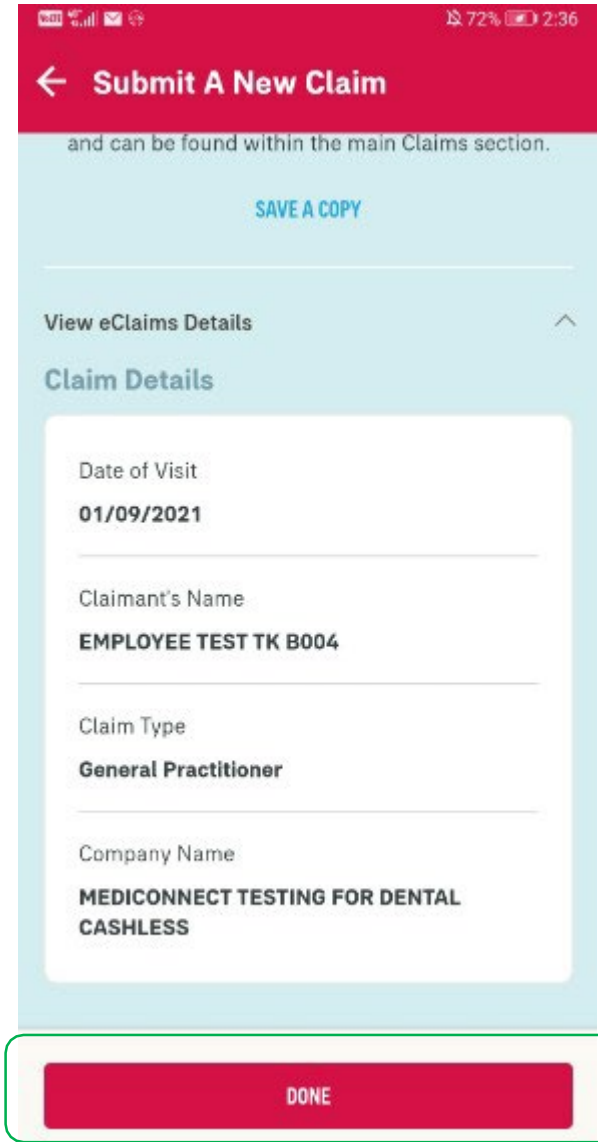 72% 2:36
Submit A New Claim
and can be found within the main Claims section.
SAVE A COPY
View eClaims Details
Claim Details
Date of Visit
01/09/2021
Claimant's Name
EMPLOYEE TEST TK B004
Claim Type
General Practitioner
Company Name
MEDICONNECT TESTING FOR DENTAL
CASHLESS
DONE